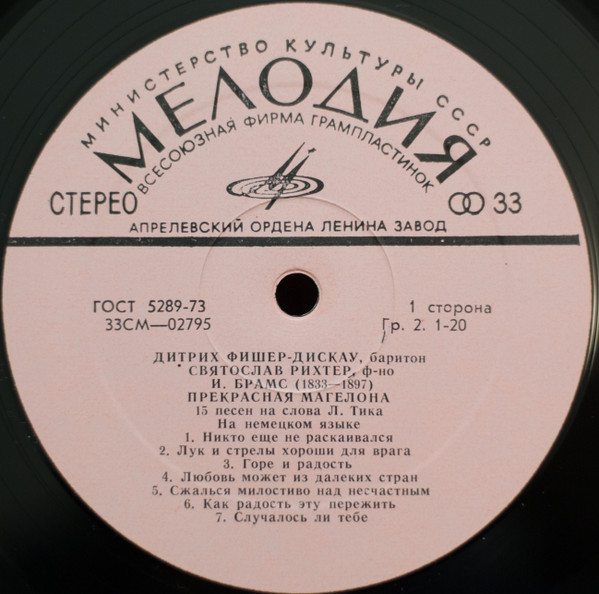 МИНИСТЕРСТВО КУЛЬТУРЫ СССР
МЕЛОДИЯ
ВСЕСОЮЗНАЯ ФИРМА ГРАМПЛАСТИНОК
СТЕРЕО 33
АПРЕЛЕВСКИЙ ОРДЕНА ЛЕНИНА ЗАВОД
ГОСТ 5289-73 1 сторона
33СМ—02795 Гр. 2. 1-20
ДИТРИХ ФИШЕР-ДИСКАУ, баритон
СВЯТОСЛАВ РИХТЕР, ф-но
И. БРАМС (1833—1897)
ПРЕКРАСНАЯ МАГЕЛОНА
15 песен на слова Л. Тика
На немецком языке
1. Никто еще не раскаивался
2. Лук и стрелы хороши для врага
3. Горе и радость
4. Любовь может из далеких стран
5. Сжалься милостиво над несчастным
6. Как радость эту пережить
7. Случалось ли тебе